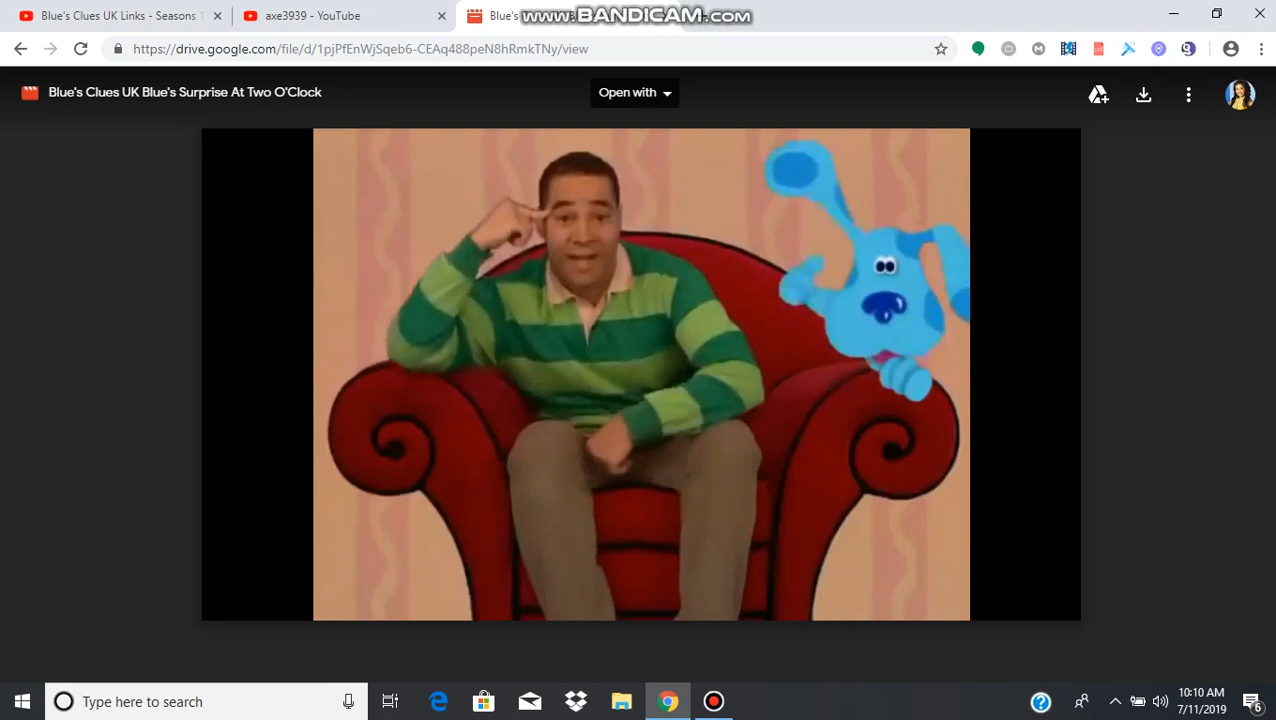 Blue's Clues UK Links - Seasons
axe3939 - YouTube
Blue's
www.BANDICAM.com
https://drive.google.com/file/d/1pjPfEnWjSqeb6-CEAq488peN8hRmkTNy/view
Blue's Clues UK Blue's Surprise At Two O'Clock
Open with
Type here to search
10:10 AM
7/11/2019
6